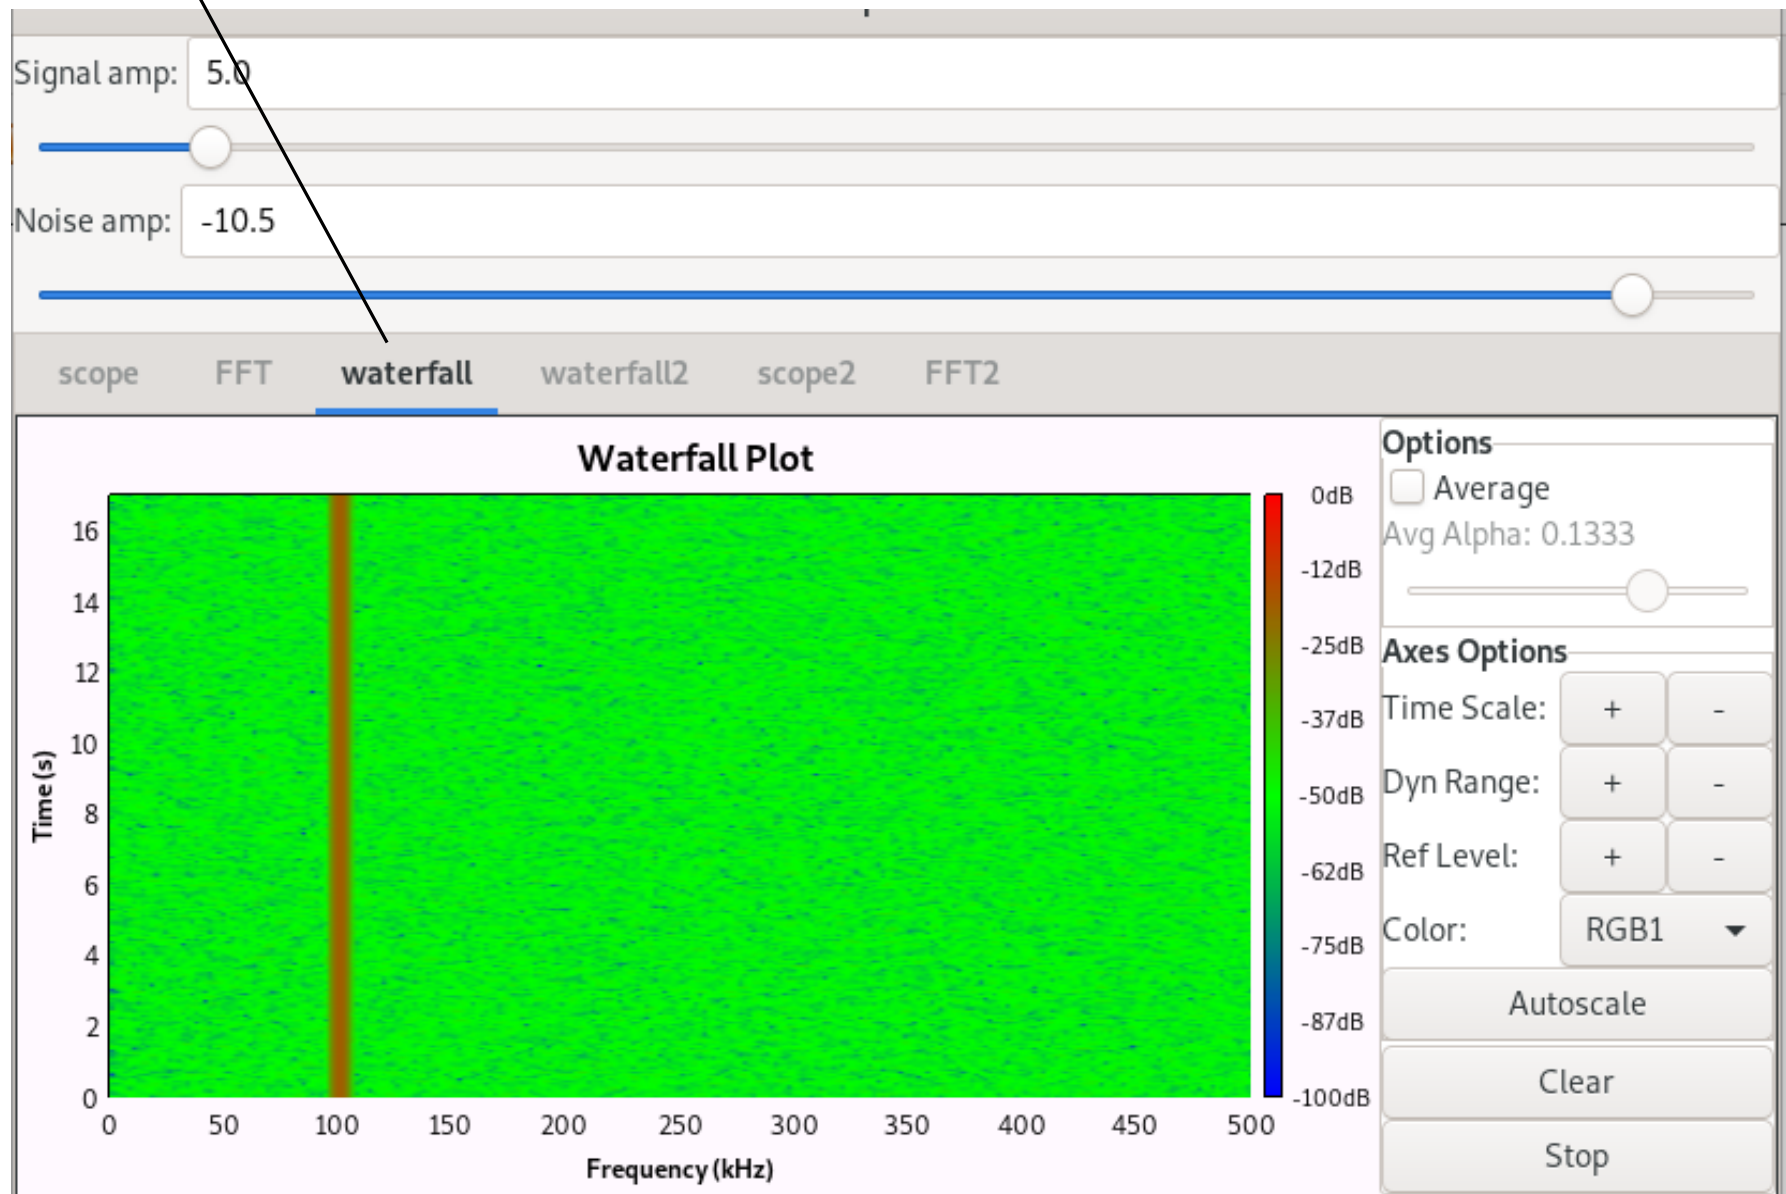 Signal amp: 5.0
Noise amp: -10.5
scope FFT waterfall waterfall2 scope2 FFT2
Waterfall Plot
Time (s)
16
14
12
10
8
6
4
2
0
0 50 100 150 200 250 300 350 400 450 500
Frequency (kHz)
0dB
-12dB
-25dB
-37dB
-50dB
-62dB
-75dB
-87dB
-100dB
Options
Average
Avg Alpha: 0.1333
Axes Options
Time Scale: + -
Dyn Range: + -
Ref Level: + -
Color: RGB1
Autoscale
Clear
Stop